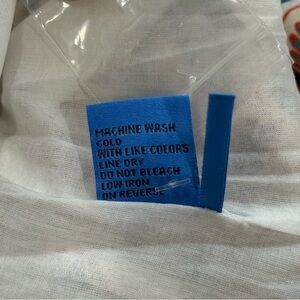 MACHINE WASH
COLD
WITH LIKE COLORS
LINE DRY
DO NOT BLEACH
LOW IRON
ON REVERSE